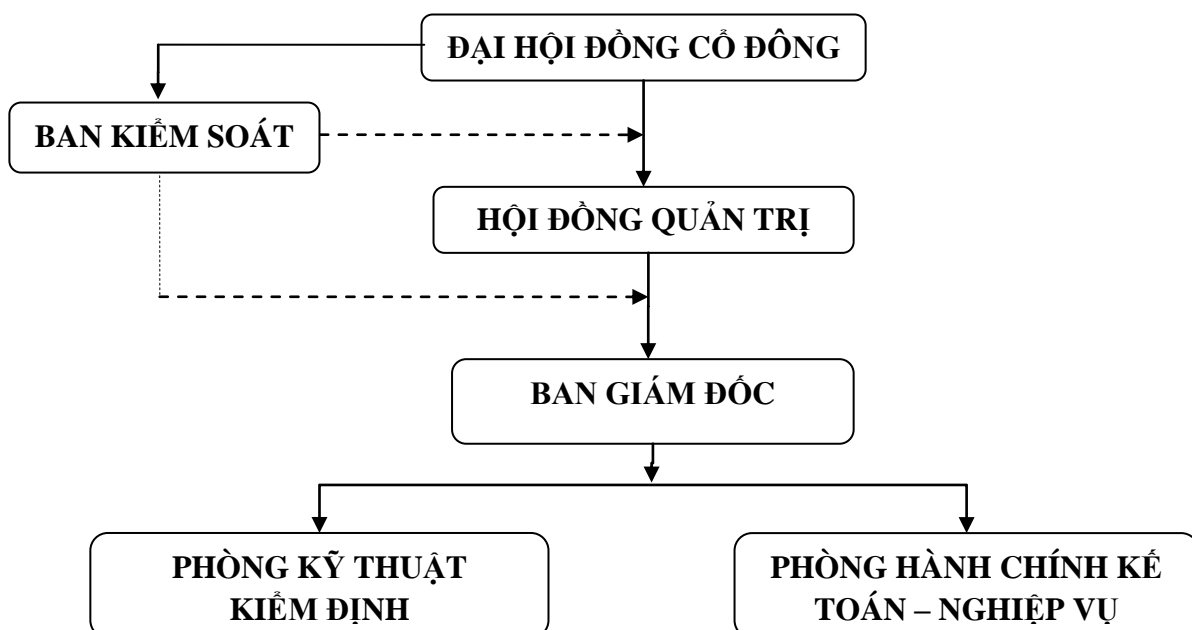 ĐẠI HỘI ĐỒNG CỔ ĐÔNG
BAN KIỂM SOÁT
HỘI ĐỒNG QUẢN TRỊ
BAN GIÁM ĐỐC
PHÒNG KỸ THUẬT
KIỂM ĐỊNH
PHÒNG HÀNH CHÍNH KẾ
TOÁN – NGHIỆP VỤ